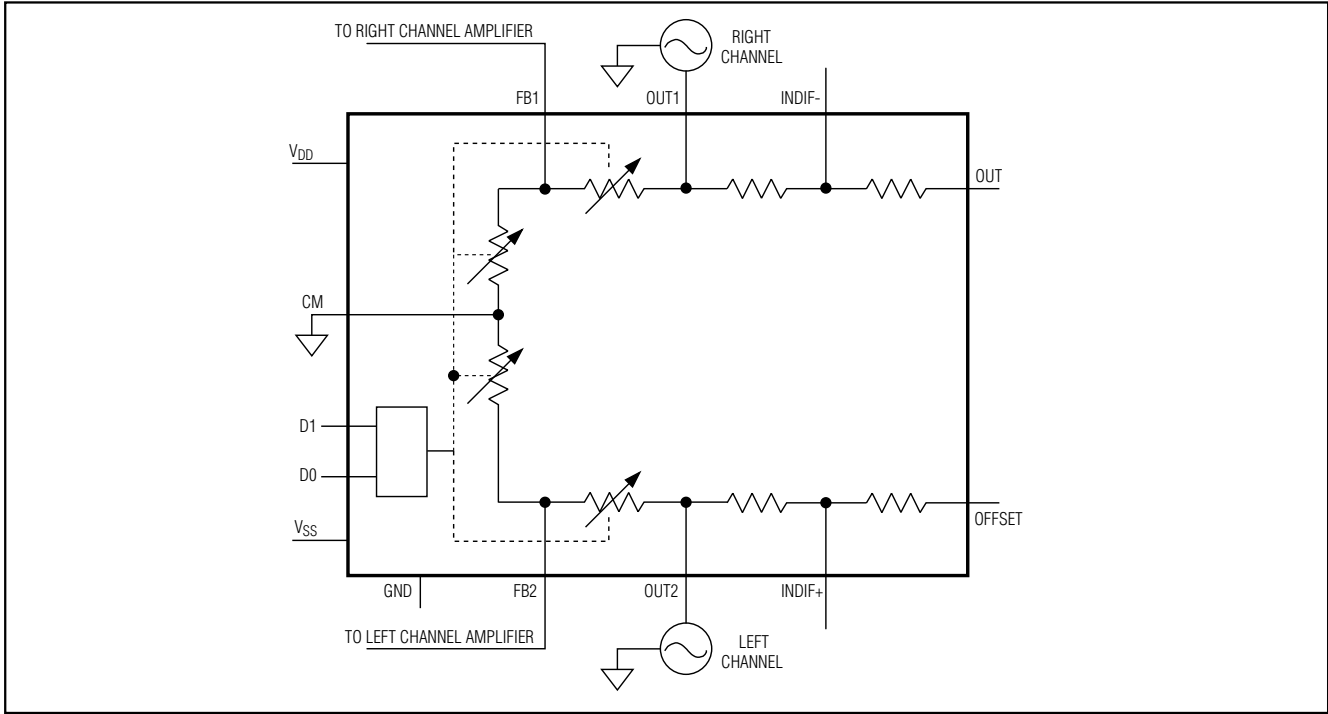 TO RIGHT CHANNEL AMPLIFIER
RIGHT
CHANNEL
FB1
OUT1
INDIF-
VDD
OUT
CM
D1
D0
VSS
OFFSET
GND
FB2
OUT2
INDIF+
TO LEFT CHANNEL AMPLIFIER
LEFT
CHANNEL